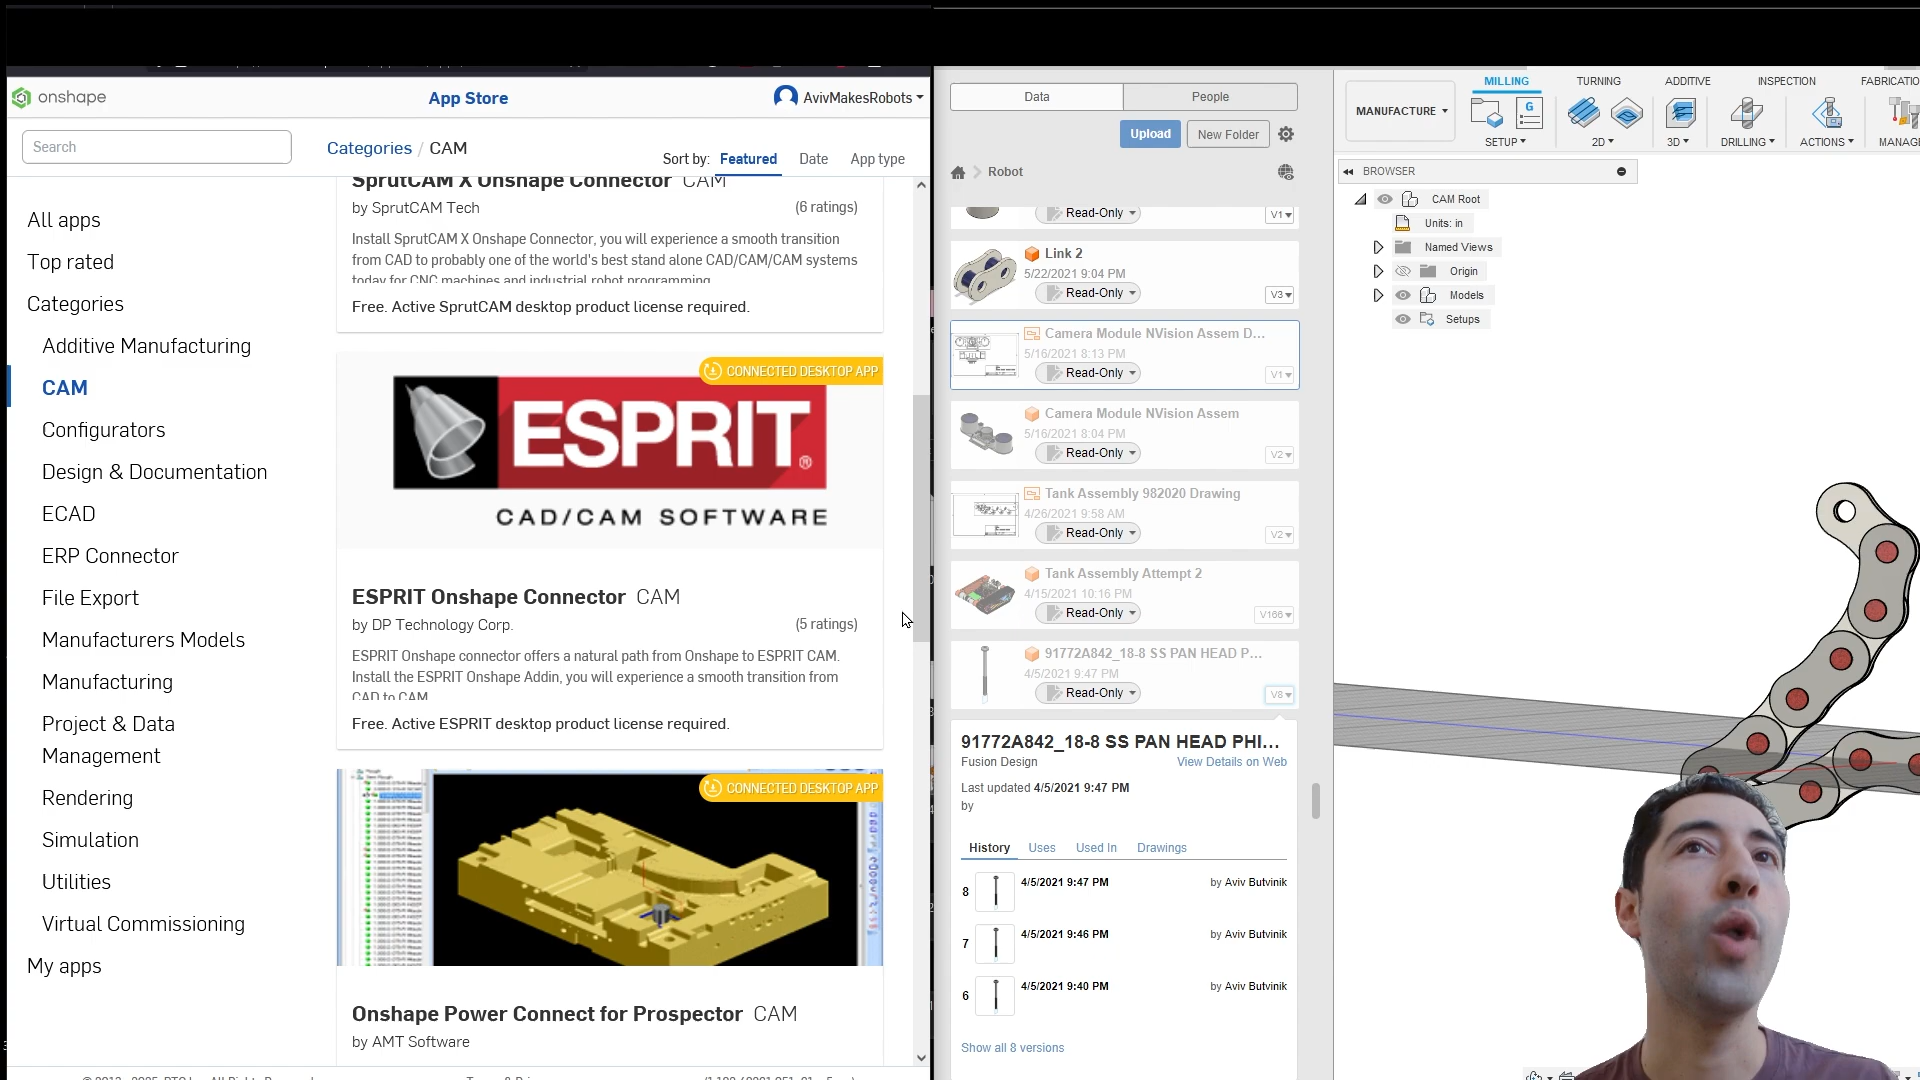 onshape
App Store
AvivMakesRobots
Search
Categories / CAM
Sort by: Featured Date App type
All apps
Top rated
Categories
Additive Manufacturing
CAM
Configurators
Design & Documentation
ECAD
ERP Connector
File Export
Manufacturers Models
Manufacturing
Project & Data
Management
Rendering
Simulation
Utilities
Virtual Commissioning
My apps
SprutCAM X Onshape Connector CAM
by SprutCAM Tech (6 ratings)
Install SprutCAM X Onshape Connector, you will experience a smooth transition
from CAD to probably one of the world's best stand alone CAD/CAM/CAM systems
today for CNC machines and industrial robot programming.
Free. Active SprutCAM desktop product license required.
CONNECTED DESKTOP APP
ESPRIT®
CAD/CAM SOFTWARE
ESPRIT Onshape Connector CAM
by DP Technology Corp. (5 ratings)
ESPRIT Onshape connector offers a natural path from Onshape to ESPRIT CAM.
Install the ESPRIT Onshape Addin, you will experience a smooth transition from
CAD to CAM
Free. Active ESPRIT desktop product license required.
CONNECTED DESKTOP APP
Onshape Power Connect for Prospector CAM
by AMT Software
Data People
Upload New Folder
Robot
Read-Only V1
Link 2
5/22/2021 9:04 PM
Read-Only V3
Camera Module NVision Assem D...
5/16/2021 8:13 PM
Read-Only V1
Camera Module NVision Assem
5/16/2021 8:04 PM
Read-Only V2
Tank Assembly 982020 Drawing
4/26/2021 9:58 AM
Read-Only V2
Tank Assembly Attempt 2
4/15/2021 10:16 PM
Read-Only V166
91772A842_18-8 SS PAN HEAD P...
4/5/2021 9:47 PM
Read-Only V8
91772A842_18-8 SS PAN HEAD PHI...
Fusion Design View Details on Web
Last updated 4/5/2021 9:47 PM
by
History Uses Used In Drawings
8 4/5/2021 9:47 PM by Aviv Butvinik
7 4/5/2021 9:46 PM by Aviv Butvinik
6 4/5/2021 9:40 PM by Aviv Butvinik
Show all 8 versions
MANUFACTURE
MILLING TURNING ADDITIVE INSPECTION FABRICATIO
G
SETUP 2D 3D DRILLING ACTIONS MANAG
BROWSER
CAM Root
Units: in
Named Views
Origin
Models
Setups